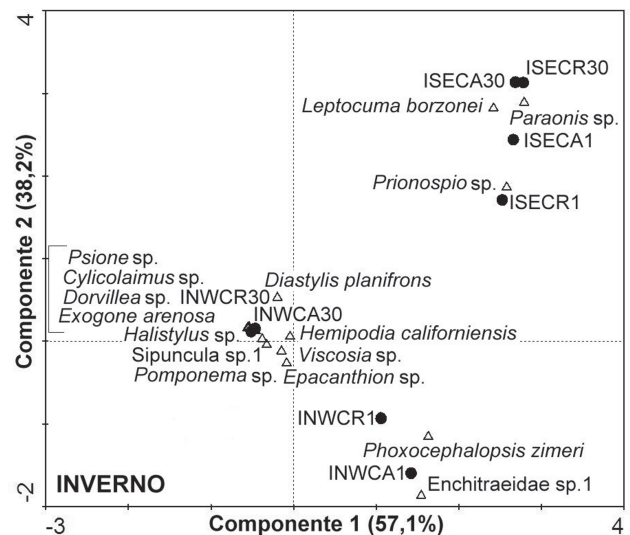 4
ISECR30
ISECA30
Leptocuma borzonei
Paraonis sp.
ISECA1
Prionospio sp.
ISECR1
Componente 2 (38,2%)
Psione sp.
Cylicolaimus sp.
Diastylis planifrons
Dorvillea sp. INWCR30
Exogone arenosa INWCA30
Halistylus sp. Hemipodia californiensis
Sipuncula sp.1 Viscosia sp.
Pomponema sp. Epacanthion sp.
INWCR1
Phoxocephalopsis zimeri
INWCA1
Enchitraeidae sp.1
INVERNO
-2
-3
Componente 1 (57,1%)
4